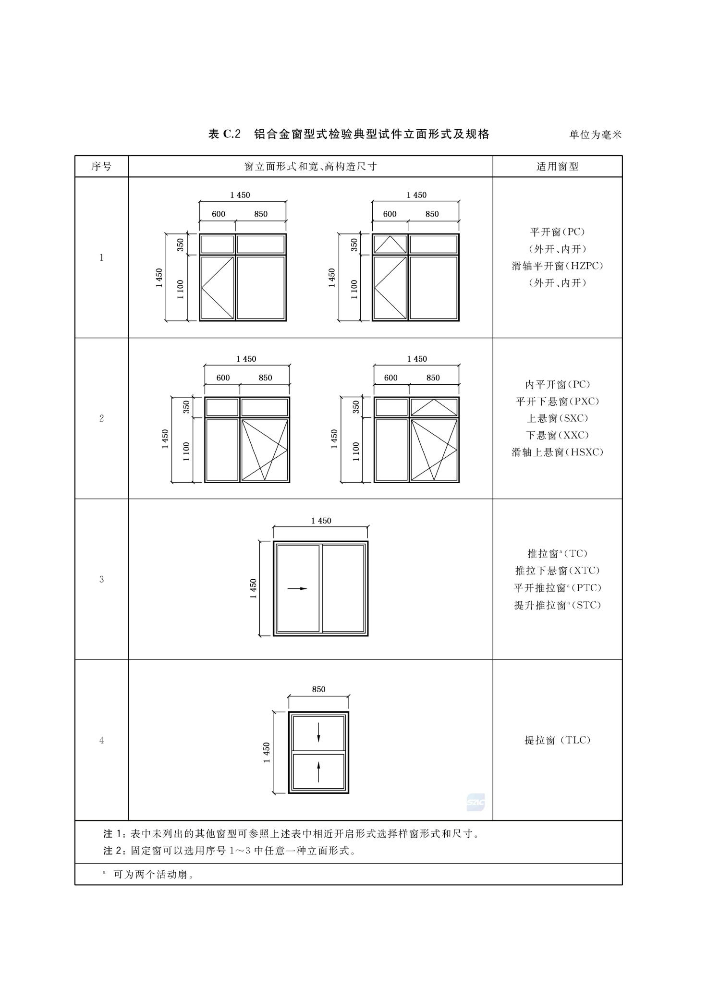 表 C.2 铝合金窗型式检验典型试件立面形式及规格 单位为毫米
序号 窗立面形式和宽、高构造尺寸 适用窗型
1
1 450
600 850
350
1 100
1 450
1 450
600 850
350
1 100
1 450
平开窗(PC)
(外开、内开)
滑轴平开窗(HZPC)
(外开、内开)
2
1 450
600 850
350
1 100
1 450
1 450
600 850
350
1 100
1 450
内平开窗(PC)
平开下悬窗(PXC)
上悬窗(SXC)
下悬窗(XXC)
滑轴上悬窗(HSXC)
3
1 450
1 450
推拉窗ᵃ(TC)
推拉下悬窗(XTC)
平开推拉窗ᵃ(PTC)
提升推拉窗ᵃ(STC)
4
850
1 450
提拉窗 (TLC)
SAC
注 1: 表中未列出的其他窗型可参照上述表中相近开启形式选择样窗形式和尺寸。
注 2: 固定窗可以选用序号 1～3 中任意一种立面形式。
ᵃ 可为两个活动扇。